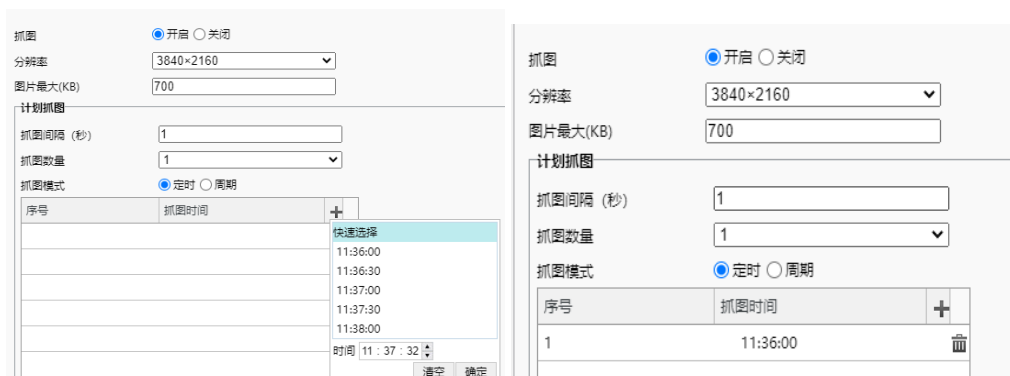 抓图 开启 关闭
分辨率 3840×2160
图片最大(KB) 700
计划抓图
抓图间隔（秒） 1
抓图数量 1
抓图模式 定时 周期
序号 抓图时间
快速选择
11:36:00
11:36:30
11:37:00
11:37:30
11:38:00
时间 11 : 37 : 32
清空 确定
抓图 开启 关闭
分辨率 3840×2160
图片最大(KB) 700
计划抓图
抓图间隔（秒） 1
抓图数量 1
抓图模式 定时 周期
序号 抓图时间
1 11:36:00